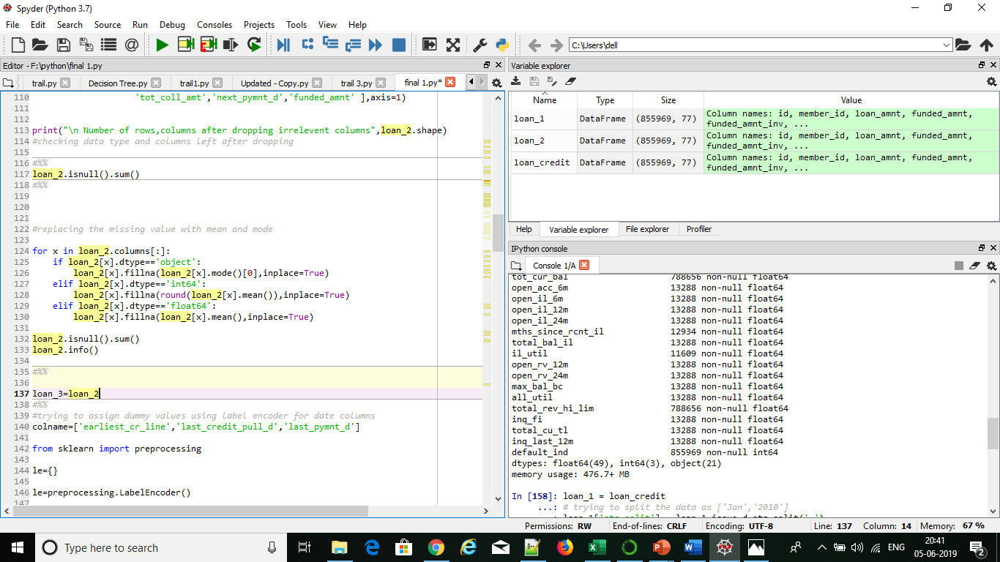 Spyder (Python 3.7)
File Edit Search Source Run Debug Consoles Projects Tools View Help
C:\Users\dell
Editor - F:\python\final 1.py
trail.py Decision Tree.py trail1.py Updated - Copy.py trail 3.py final 1.py*
110 'tot_coll_amt','next_pymnt_d','funded_amnt' ],axis=1)
111
112
113 print("\n Number of rows,columns after dropping irrelevent columns",loan_2.shape)
114 #checking data type and columns left after dropping
115
116 #%%
117 loan_2.isnull().sum()
118 #%%
119
120
121
122 #replacing the missing value with mean and mode
123
124 for x in loan_2.columns[:]:
125 if loan_2[x].dtype=='object':
126 loan_2[x].fillna(loan_2[x].mode()[0],inplace=True)
127 elif loan_2[x].dtype=='int64':
128 loan_2[x].fillna(round(loan_2[x].mean()),inplace=True)
129 elif loan_2[x].dtype=='float64':
130 loan_2[x].fillna(loan_2[x].mean(),inplace=True)
131
132 loan_2.isnull().sum()
133 loan_2.info()
134
135 #%%
136
137 loan_3=loan_2
138 #%%
139 #trying to assign dummy values using label encoder for date columns
140 colname=['earliest_cr_line','last_credit_pull_d','last_pymnt_d']
141
142 from sklearn import preprocessing
143
144 le={}
145
146 le=preprocessing.LabelEncoder()
147
Variable explorer
Name Type Size Value
loan_1 DataFrame (855969, 77) Column names: id, member_id, loan_amnt, funded_amnt,
funded_amnt_inv, ...
loan_2 DataFrame (855969, 77) Column names: id, member_id, loan_amnt, funded_amnt,
funded_amnt_inv, ...
loan_credit DataFrame (855969, 77) Column names: id, member_id, loan_amnt, funded_amnt,
funded_amnt_inv, ...
Help Variable explorer File explorer Profiler
IPython console
Console 1/A
tot_cur_bal 788656 non-null float64
open_acc_6m 13288 non-null float64
open_il_6m 13288 non-null float64
open_il_12m 13288 non-null float64
open_il_24m 13288 non-null float64
mths_since_rcnt_il 12934 non-null float64
total_bal_il 13288 non-null float64
il_util 11609 non-null float64
open_rv_12m 13288 non-null float64
open_rv_24m 13288 non-null float64
max_bal_bc 13288 non-null float64
all_util 13288 non-null float64
total_rev_hi_lim 788656 non-null float64
inq_fi 13288 non-null float64
total_cu_tl 13288 non-null float64
inq_last_12m 13288 non-null float64
default_ind 855969 non-null int64
dtypes: float64(49), int64(3), object(21)
memory usage: 476.7+ MB
In [158]: loan_1 = loan_credit
...: # trying to split the data as ['Jan','2010']
Permissions: RW End-of-lines: CRLF Encoding: UTF-8 Line: 137 Column: 14 Memory: 67 %
Type here to search
ENG
20:41
05-06-2019
2